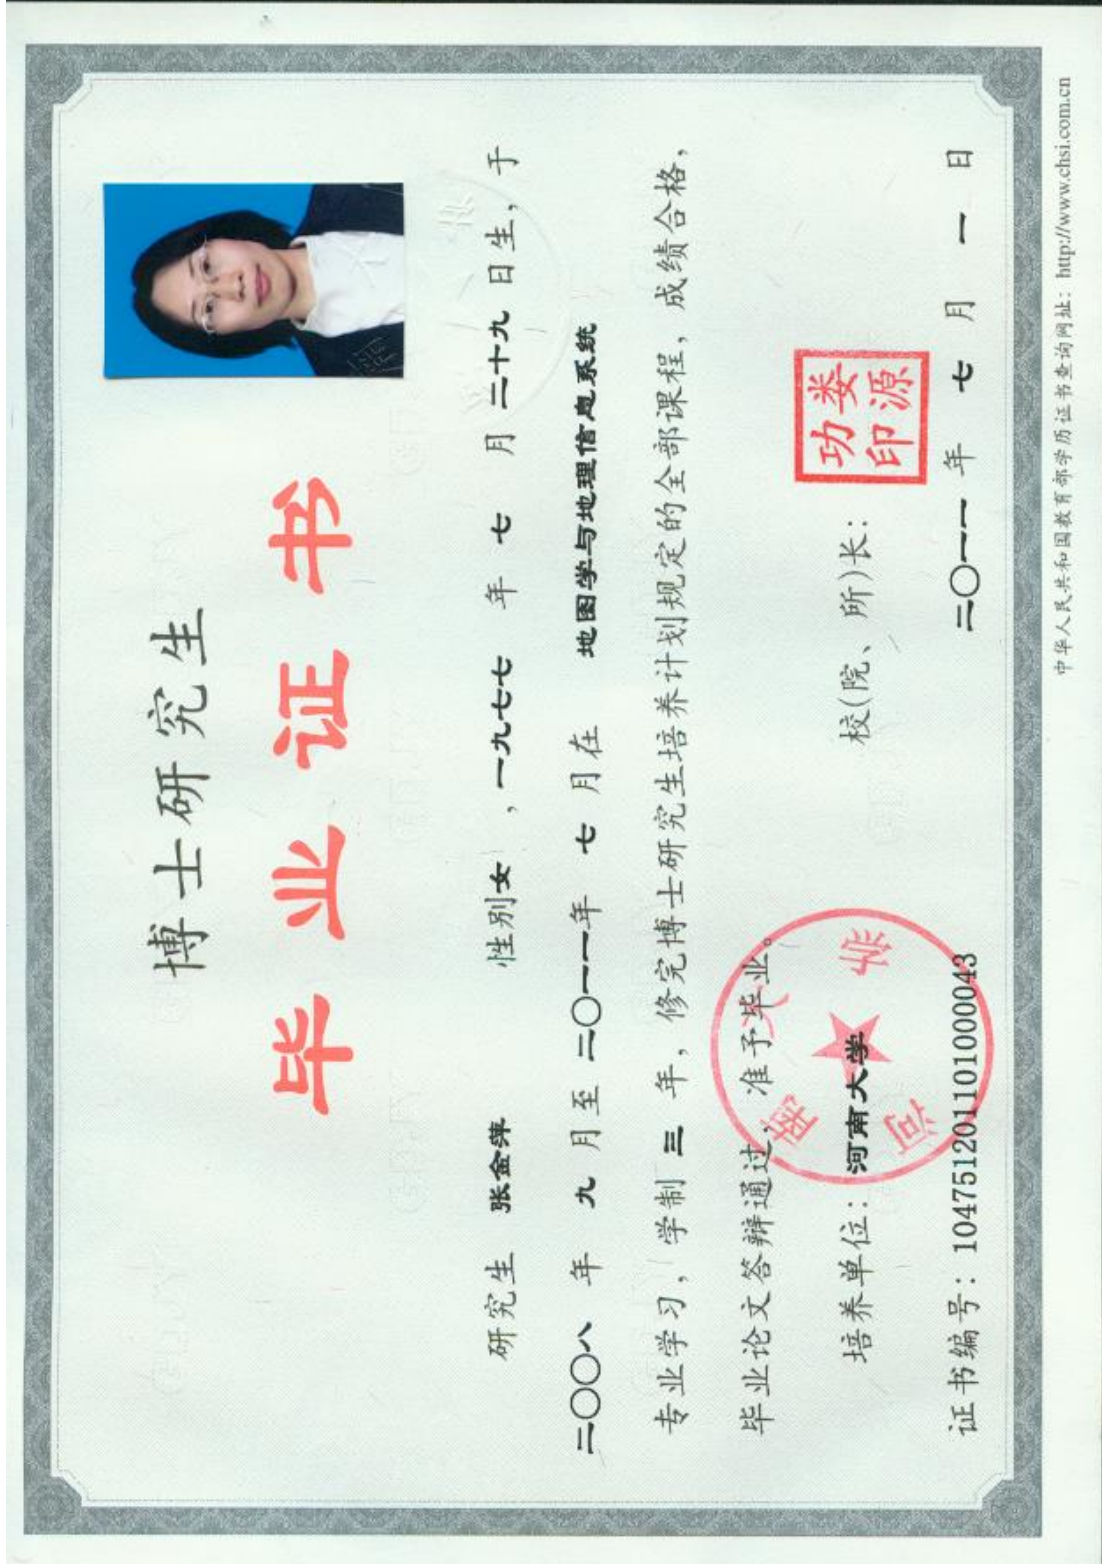 博士研究生
毕业证书
研究生 张金萍 性别女，一九七七 年 七 月 二十九 日生，于
二〇〇八 年 九 月至 二〇一一年 七 月在 地图学与地理信息系统
专业学习，学制 三 年，修完博士研究生培养计划规定的全部课程，成绩合格，
毕业论文答辩通过，准予毕业。
培养单位：河南大学 校(院、所)长：
娄源功印
河南大学
证书编号：104751201101000043 二〇一一 年 七 月 一 日
中华人民共和国教育部学历证书查询网址：http://www.chsi.com.cn